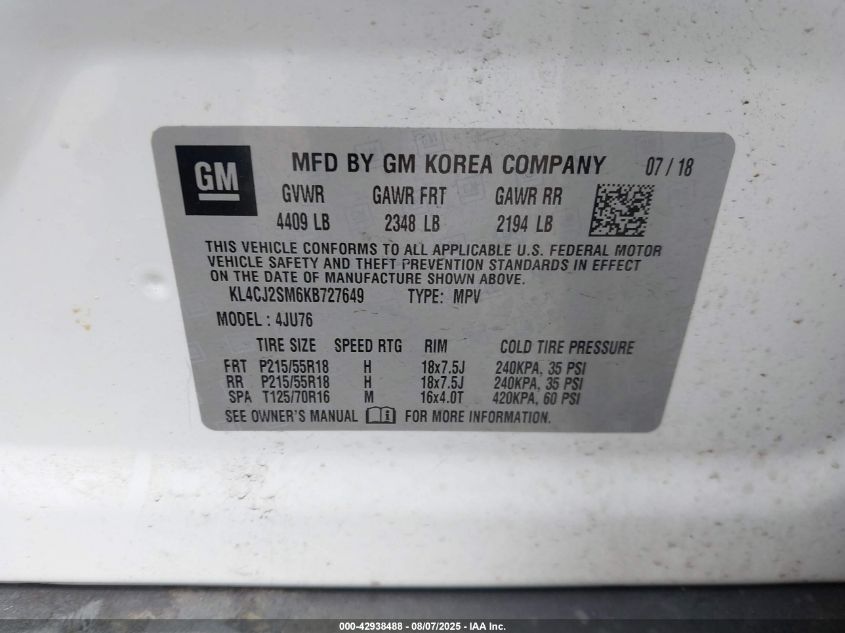 GM
MFD BY GM KOREA COMPANY 07 / 18
GVWR GAWR FRT GAWR RR
4409 LB 2348 LB 2194 LB
THIS VEHICLE CONFORMS TO ALL APPLICABLE U.S. FEDERAL MOTOR
VEHICLE SAFETY AND THEFT PREVENTION STANDARDS IN EFFECT
ON THE DATE OF MANUFACTURE SHOWN ABOVE.
KL4CJ2SM6KB727649 TYPE: MPV
MODEL : 4JU76
TIRE SIZE SPEED RTG RIM COLD TIRE PRESSURE
FRT P215/55R18 H 18x7.5J 240KPA, 35 PSI
RR P215/55R18 H 18x7.5J 240KPA, 35 PSI
SPA T125/70R16 M 16x4.0T 420KPA, 60 PSI
SEE OWNER'S MANUAL i FOR MORE INFORMATION.
000-42938488 - 08/07/2025 - IAA Inc.